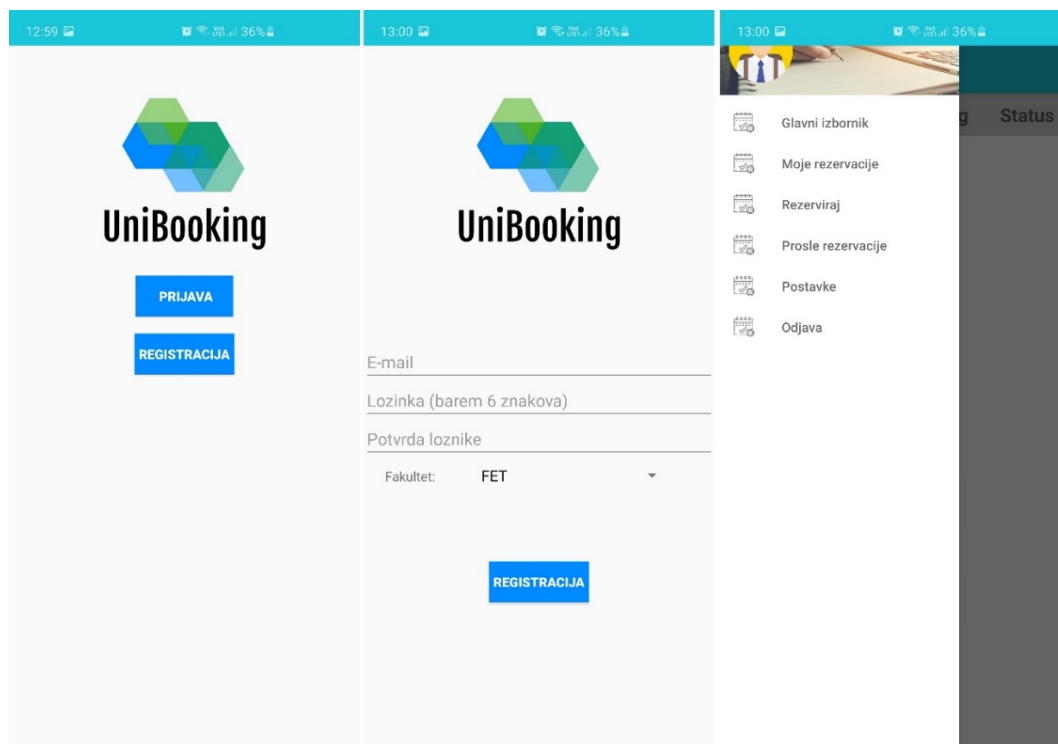 12:59
36%
UniBooking
PRIJAVA
REGISTRACIJA
13:00
36%
UniBooking
E-mail
Lozinka (barem 6 znakova)
Potvrda loznike
Fakultet: FET
REGISTRACIJA
13:00
36%
g Status
Glavni izbornik
Moje rezervacije
Rezerviraj
Prosle rezervacije
Postavke
Odjava